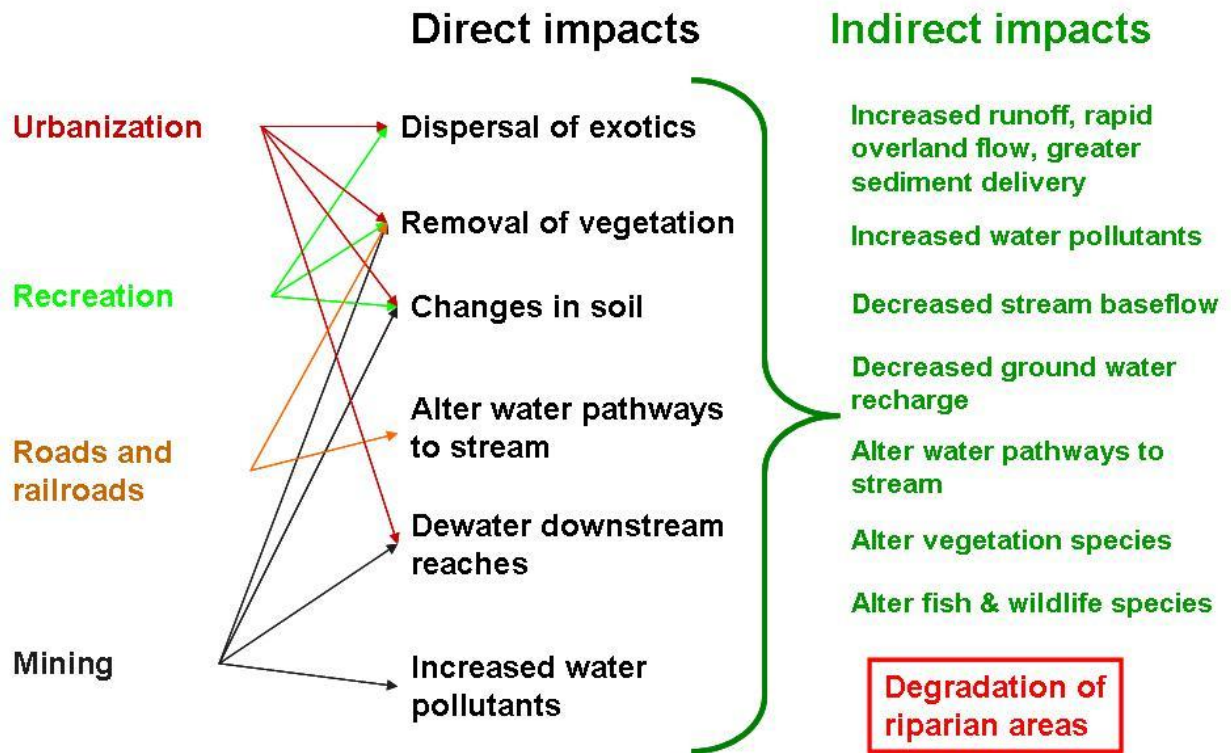 Direct impacts
Indirect impacts
Urbanization
Recreation
Roads and
railroads
Mining
Dispersal of exotics
Removal of vegetation
Changes in soil
Alter water pathways
to stream
Dewater downstream
reaches
Increased water
pollutants
Increased runoff, rapid
overland flow, greater
sediment delivery
Increased water pollutants
Decreased stream baseflow
Decreased ground water
recharge
Alter water pathways to
stream
Alter vegetation species
Alter fish & wildlife species
Degradation of
riparian areas